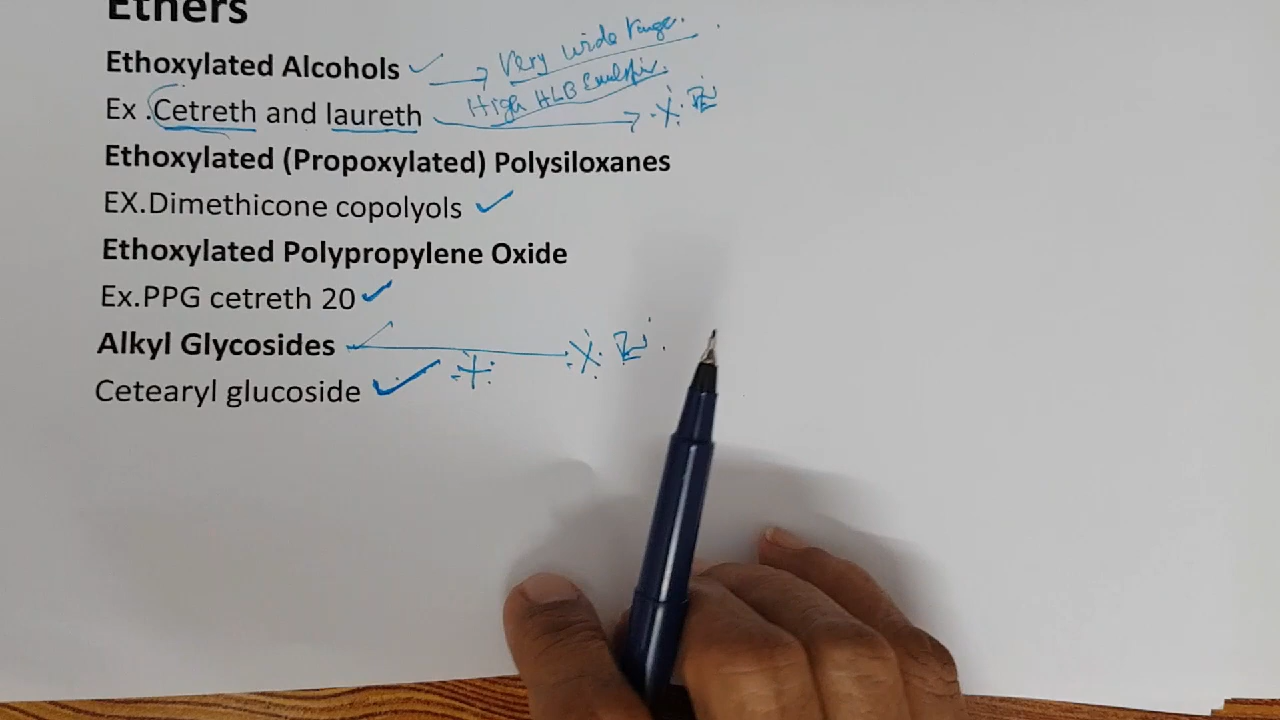 Ethers
Very wide range.
Ethoxylated Alcohols
High HLB
Ex .Cetreth and laureth
Ethoxylated (Propoxylated) Polysiloxanes
EX.Dimethicone copolyols
Ethoxylated Polypropylene Oxide
Ex.PPG cetreth 20
Alkyl Glycosides
Cetearyl glucoside